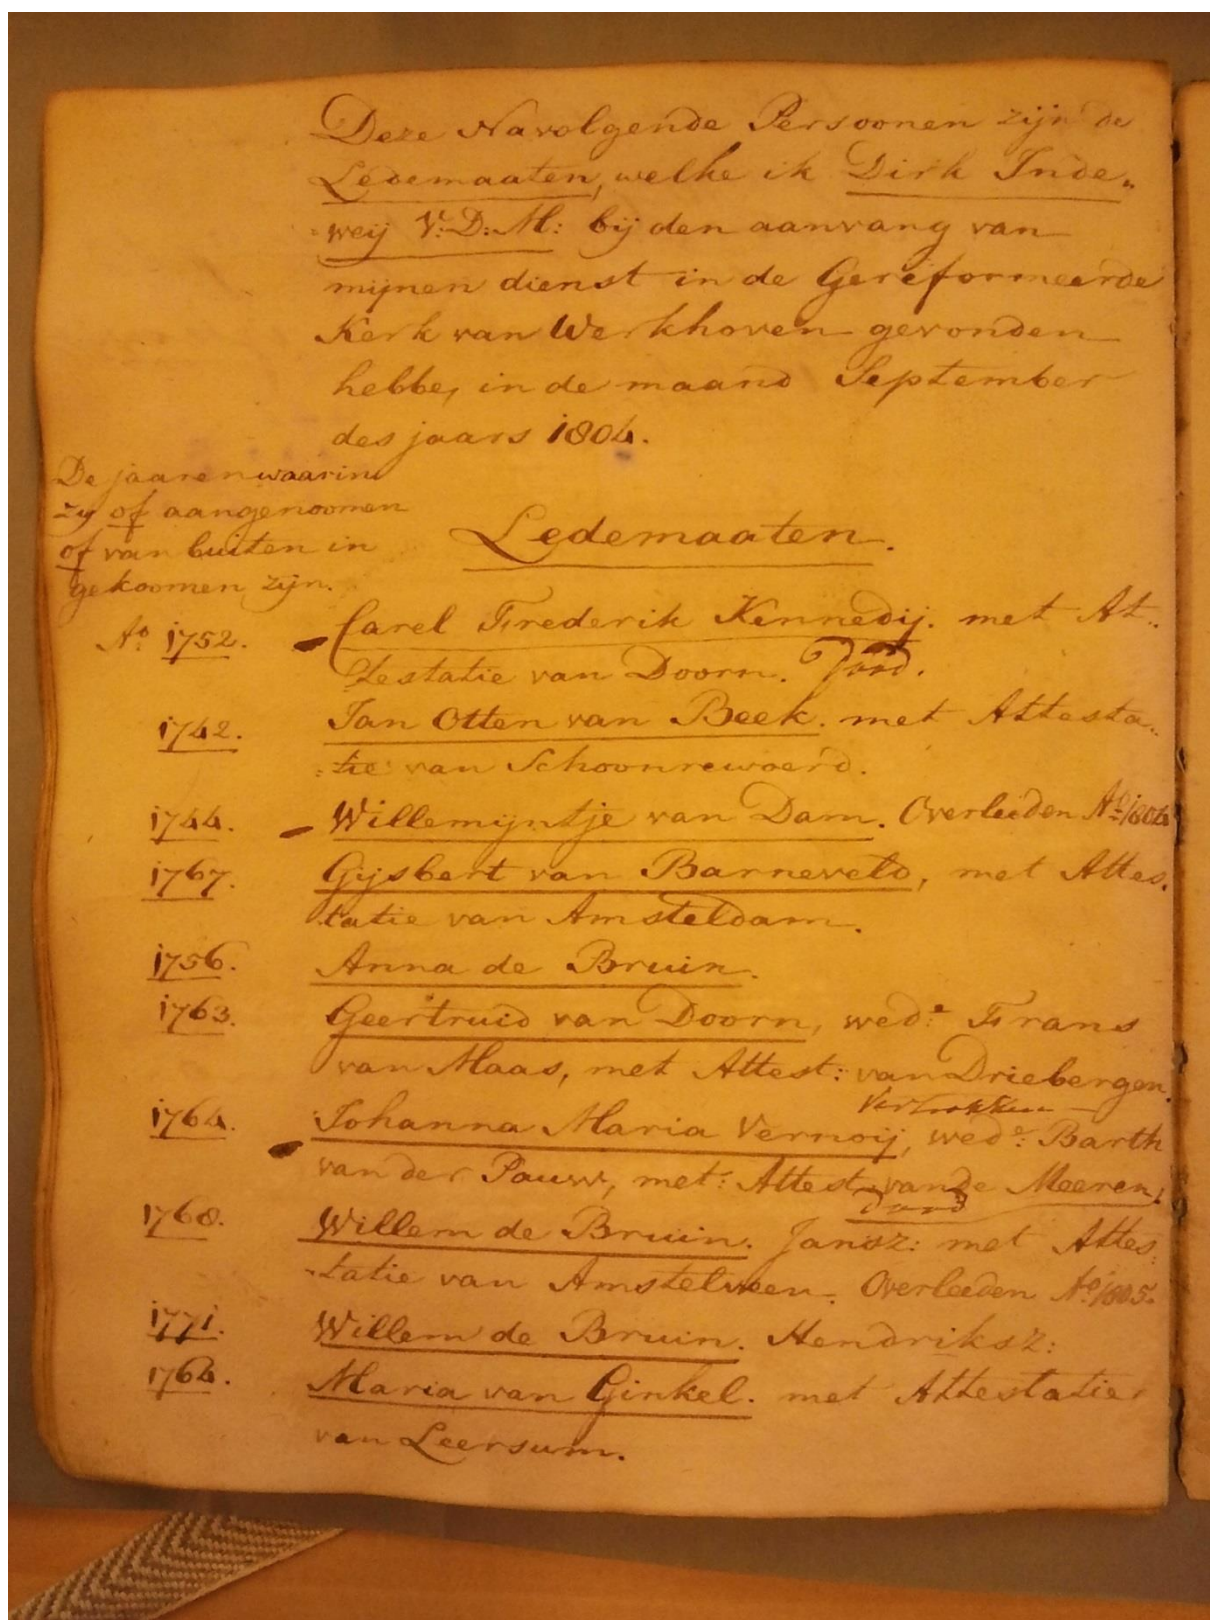 Deze Navolgende Persoonen zijn de
Ledemaaten, welke ik Dirk Inde„
weij V:D:M: bij den aanvang van
mijnen dienst in de Gereformeerde
Kerk van Werkhoven gevonden
hebbe, in de maand September
des jaars 1804.
De jaaren waarin
zij of aangenoomen
of van buiten in
gekoomen zijn.
Ledemaaten.
Ao 1752. Carel Frederik Kennedij. met At„
testatie van Doorn. dood.
1742. Jan Otten van Beek. met Attesta„
tie van Schoonrewoerd.
1744. Willemijntje van Dam. Overleeden Ao 1804
1767. Gijsbert van Barneveld, met Attes„
tatie van Amsteldam.
1756. Anna de Bruin.
1763. Geertruid van Doorn, wede: Frans
van Maas, met Attest: van Driebergen.
Vertrokken
1764. Johanna Maria Vermoij, wede: Barth
van der Pauw, met: Attest van de Meeren.
dood
1768. Willem de Bruin. Jansz: met Attes:
tatie van Amstelveen. Overleeden Ao 1805.
1771. Willem de Bruin. Hendriksz:
1764. Maria van Ginkel. met Attestatie
van Leersum.